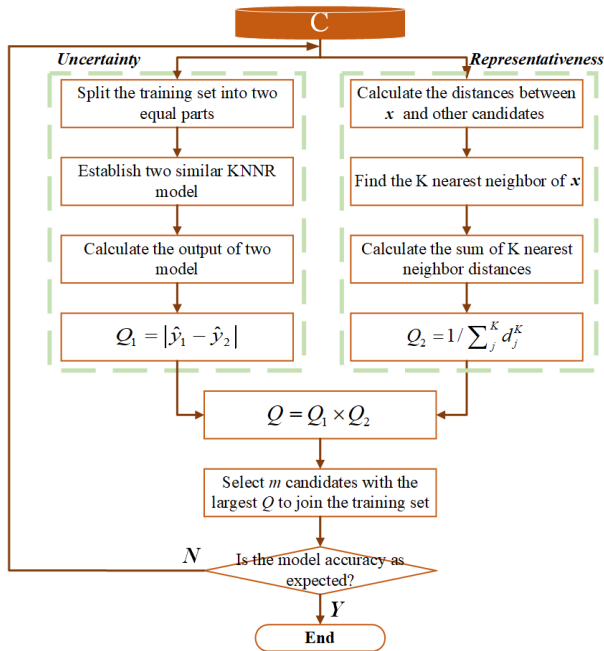 C
Uncertainty
Split the training set into two
equal parts
Establish two similar KNNR
model
Calculate the output of two
model
Q₁ = |ŷ₁ − ŷ₂|
Representativeness
Calculate the distances between
x and other candidates
Find the K nearest neighbor of x
Calculate the sum of K nearest
neighbor distances
Q₂ = 1/∑ⱼᴷ dⱼᴷ
Q = Q₁ × Q₂
Select m candidates with the
largest Q to join the training set
Is the model accuracy as
expected?
N
Y
End